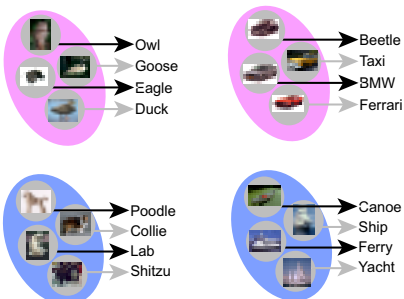 Owl
Goose
Eagle
Duck
Beetle
Taxi
BMW
Ferrari
Poodle
Collie
Lab
Shitzu
Canoe
Ship
Ferry
Yacht